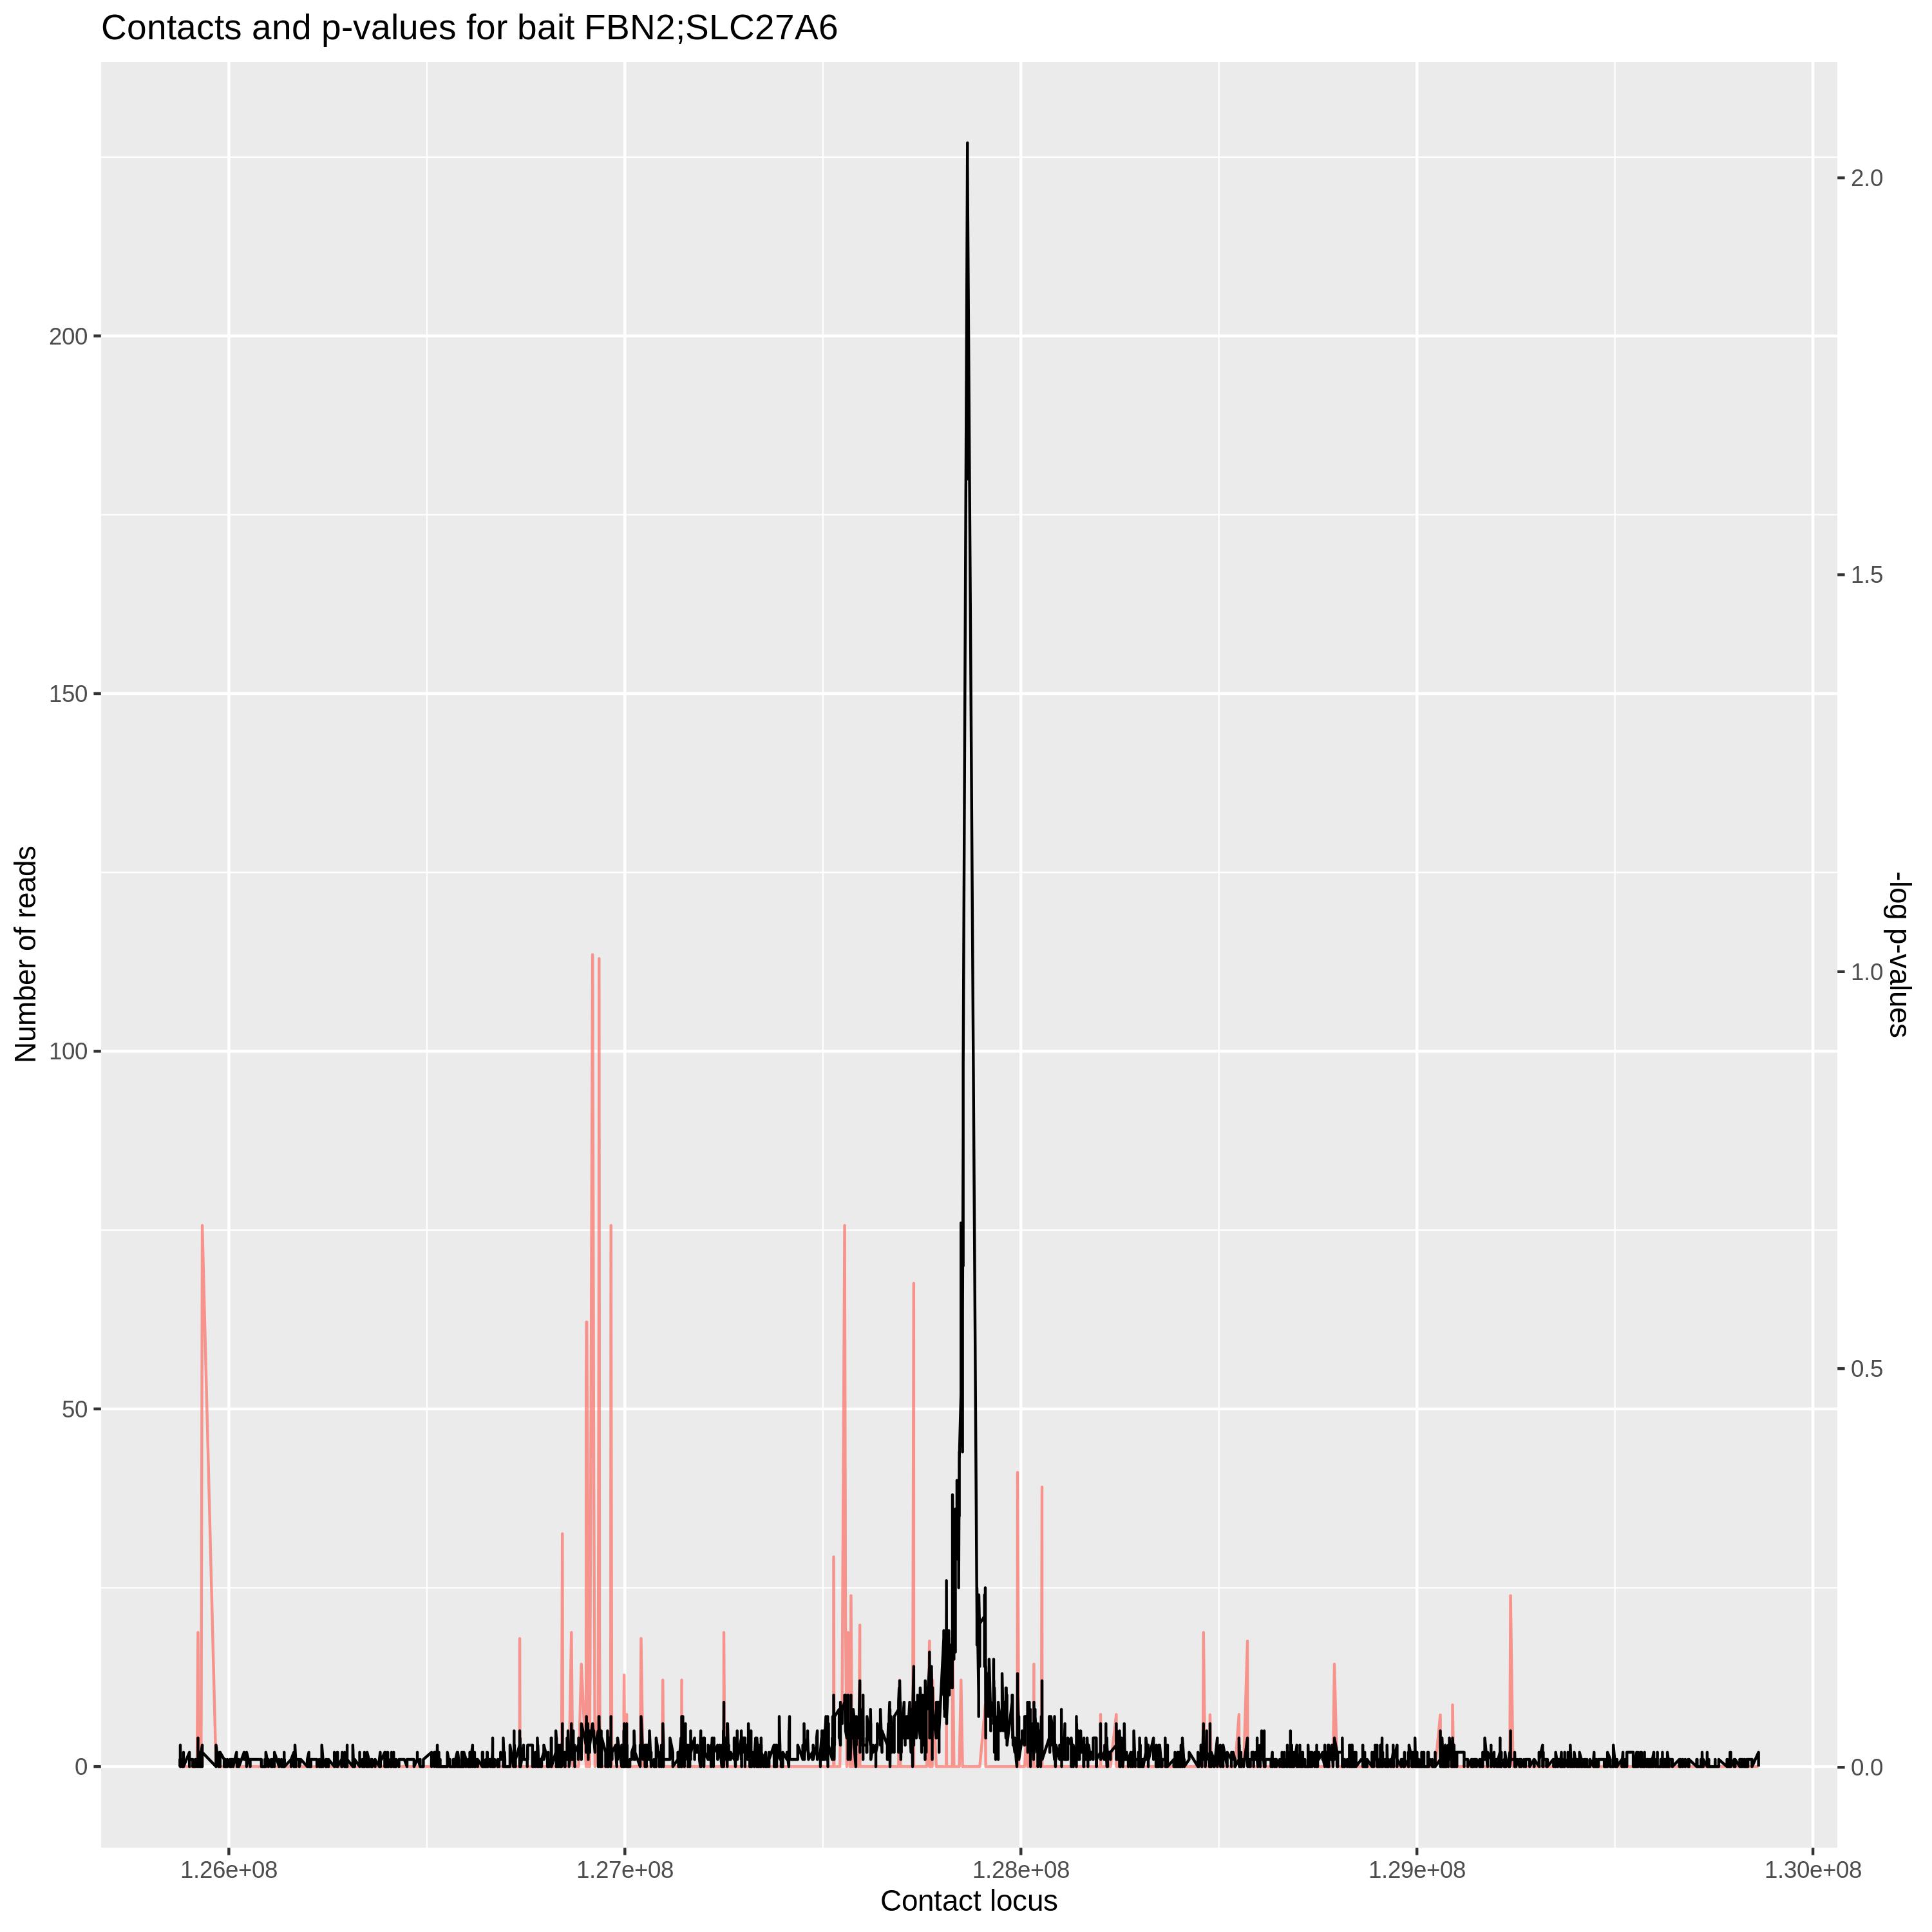 Contacts and p-values for bait FBN2;SLC27A6
Number of reads
200
150
100
50
0
2.0
1.5
1.0
0.5
0.0
-log p-values
1.26e+08 1.27e+08 1.28e+08 1.29e+08 1.30e+08
Contact locus